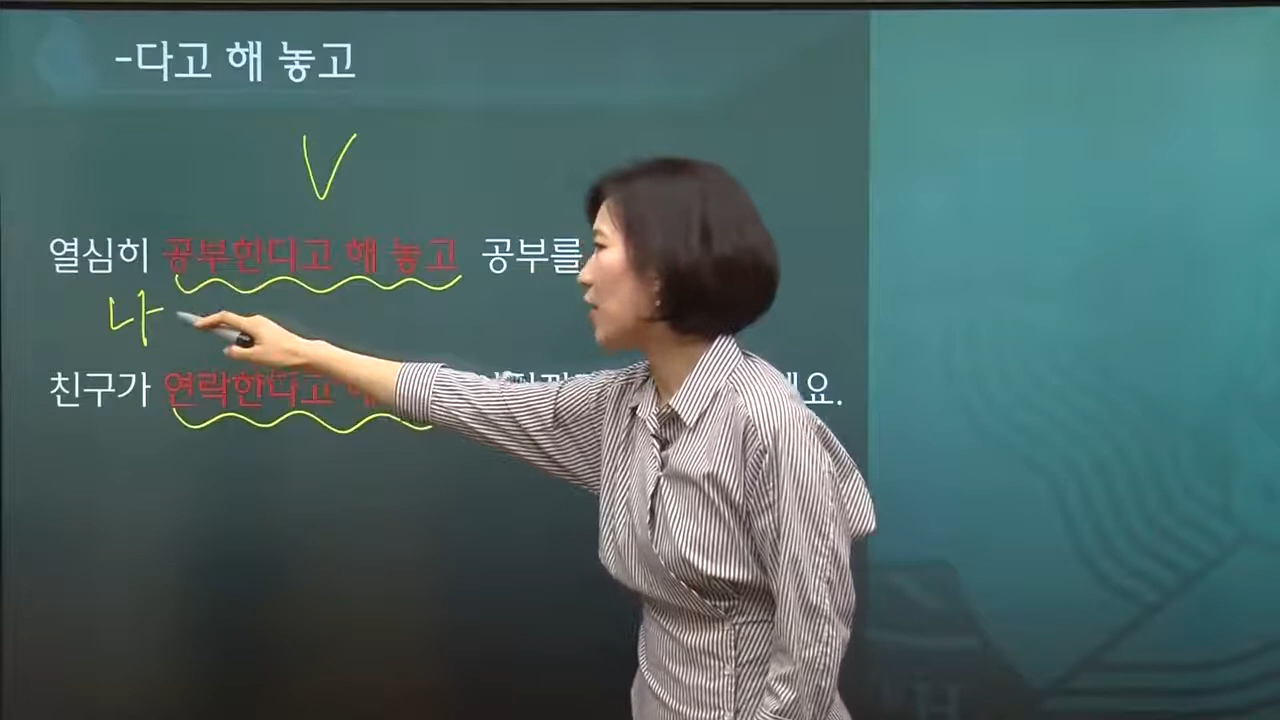 -다고 해 놓고
V
열심히 공부한다고 해 놓고 공부를
나
친구가 연락한다고 해요.